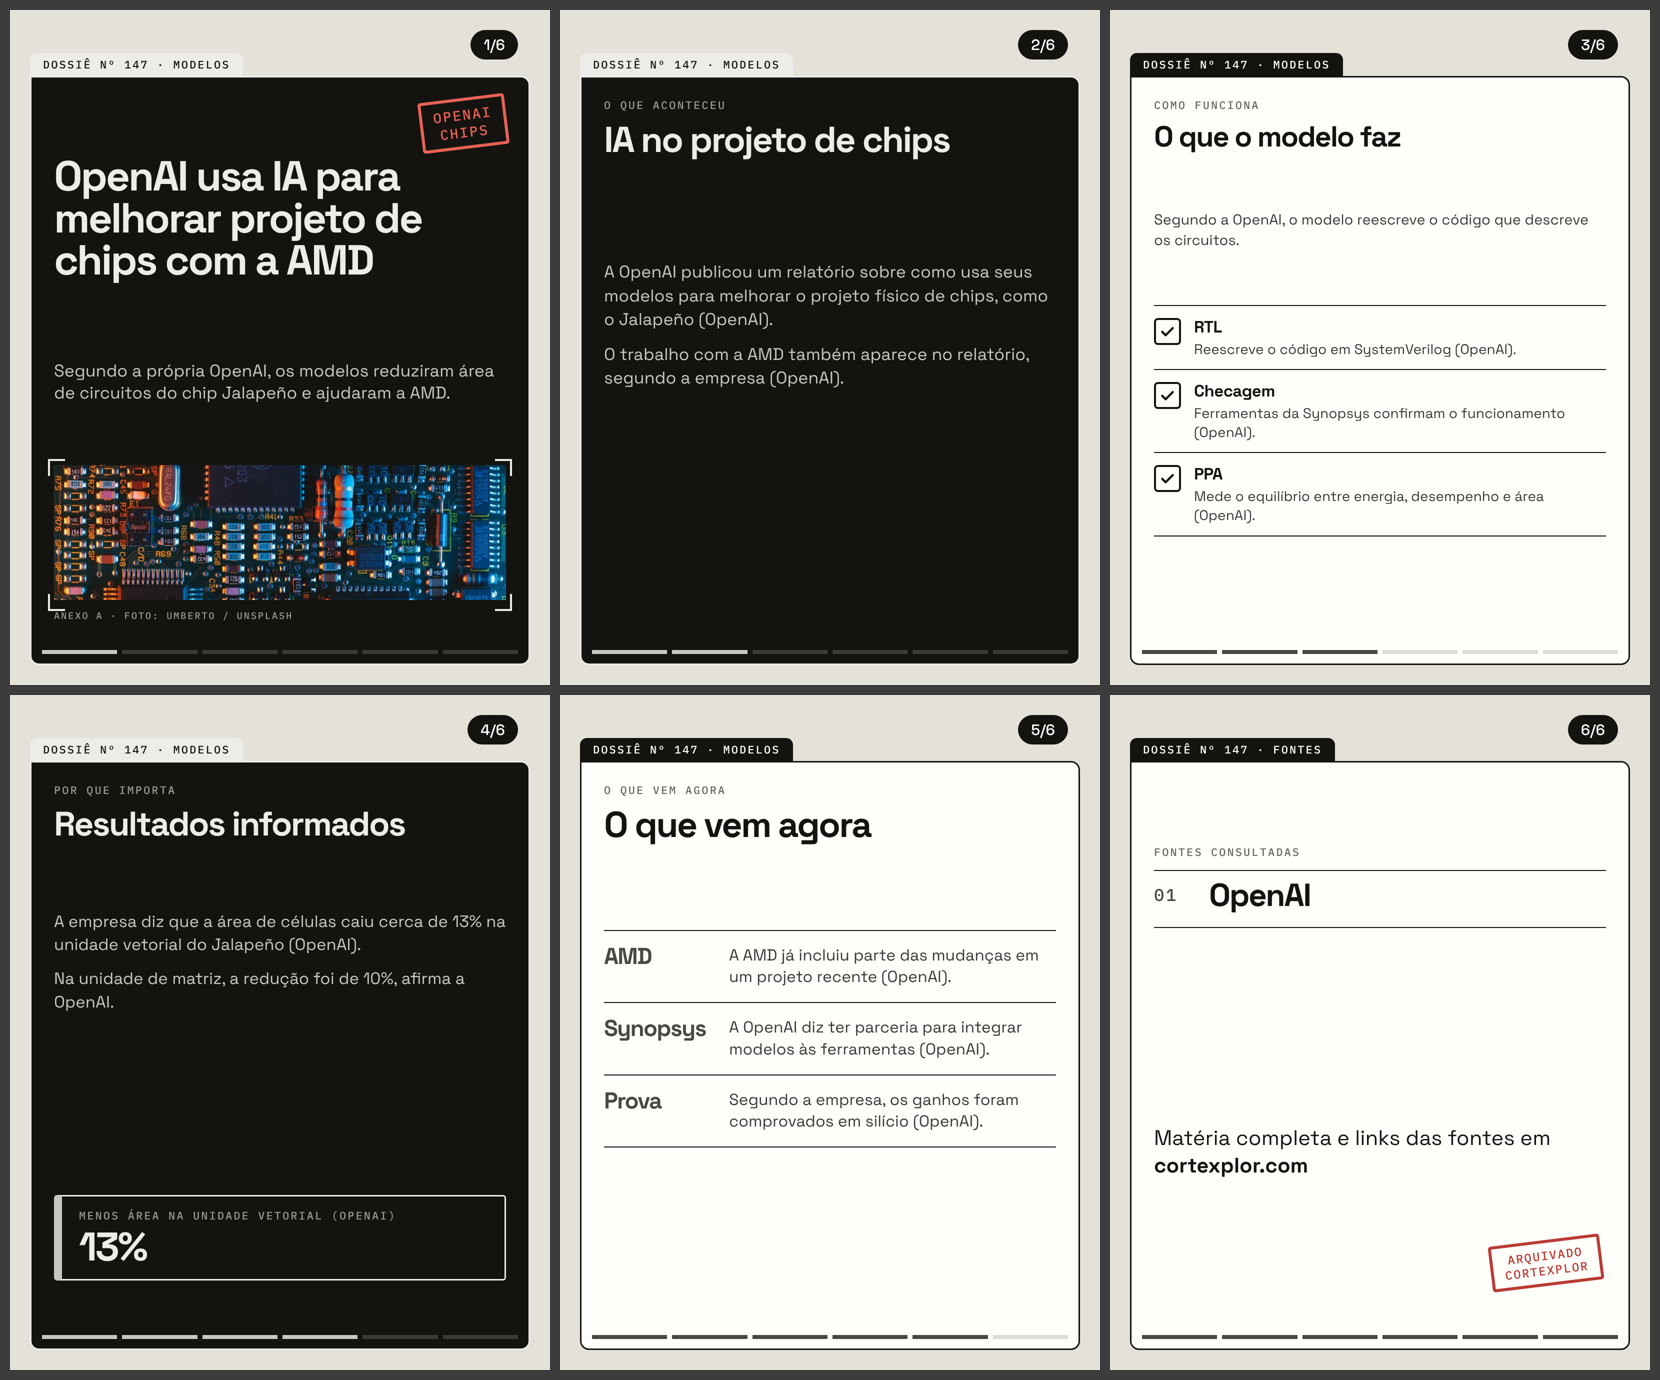 1/6
DOSSIÊ Nº 147 · MODELOS
OPENAI
CHIPS
OpenAI usa IA para
melhorar projeto de
chips com a AMD
Segundo a própria OpenAI, os modelos reduziram área
de circuitos do chip Jalapeño e ajudaram a AMD.
ANEXO A · FOTO: UMBERTO / UNSPLASH
2/6
DOSSIÊ Nº 147 · MODELOS
O QUE ACONTECEU
IA no projeto de chips
A OpenAI publicou um relatório sobre como usa seus
modelos para melhorar o projeto físico de chips, como
o Jalapeño (OpenAI).
O trabalho com a AMD também aparece no relatório,
segundo a empresa (OpenAI).
3/6
DOSSIÊ Nº 147 · MODELOS
COMO FUNCIONA
O que o modelo faz
Segundo a OpenAI, o modelo reescreve o código que descreve
os circuitos.
RTL
Reescreve o código em SystemVerilog (OpenAI).
Checagem
Ferramentas da Synopsys confirmam o funcionamento
(OpenAI).
PPA
Mede o equilíbrio entre energia, desempenho e área
(OpenAI).
4/6
DOSSIÊ Nº 147 · MODELOS
POR QUE IMPORTA
Resultados informados
A empresa diz que a área de células caiu cerca de 13% na
unidade vetorial do Jalapeño (OpenAI).
Na unidade de matriz, a redução foi de 10%, afirma a
OpenAI.
MENOS ÁREA NA UNIDADE VETORIAL (OPENAI)
13%
5/6
DOSSIÊ Nº 147 · MODELOS
O QUE VEM AGORA
O que vem agora
AMD
A AMD já incluiu parte das mudanças em
um projeto recente (OpenAI).
Synopsys
A OpenAI diz ter parceria para integrar
modelos às ferramentas (OpenAI).
Prova
Segundo a empresa, os ganhos foram
comprovados em silício (OpenAI).
6/6
DOSSIÊ Nº 147 · FONTES
FONTES CONSULTADAS
01 OpenAI
Matéria completa e links das fontes em
cortexplor.com
ARQUIVADO
CORTEXPLOR